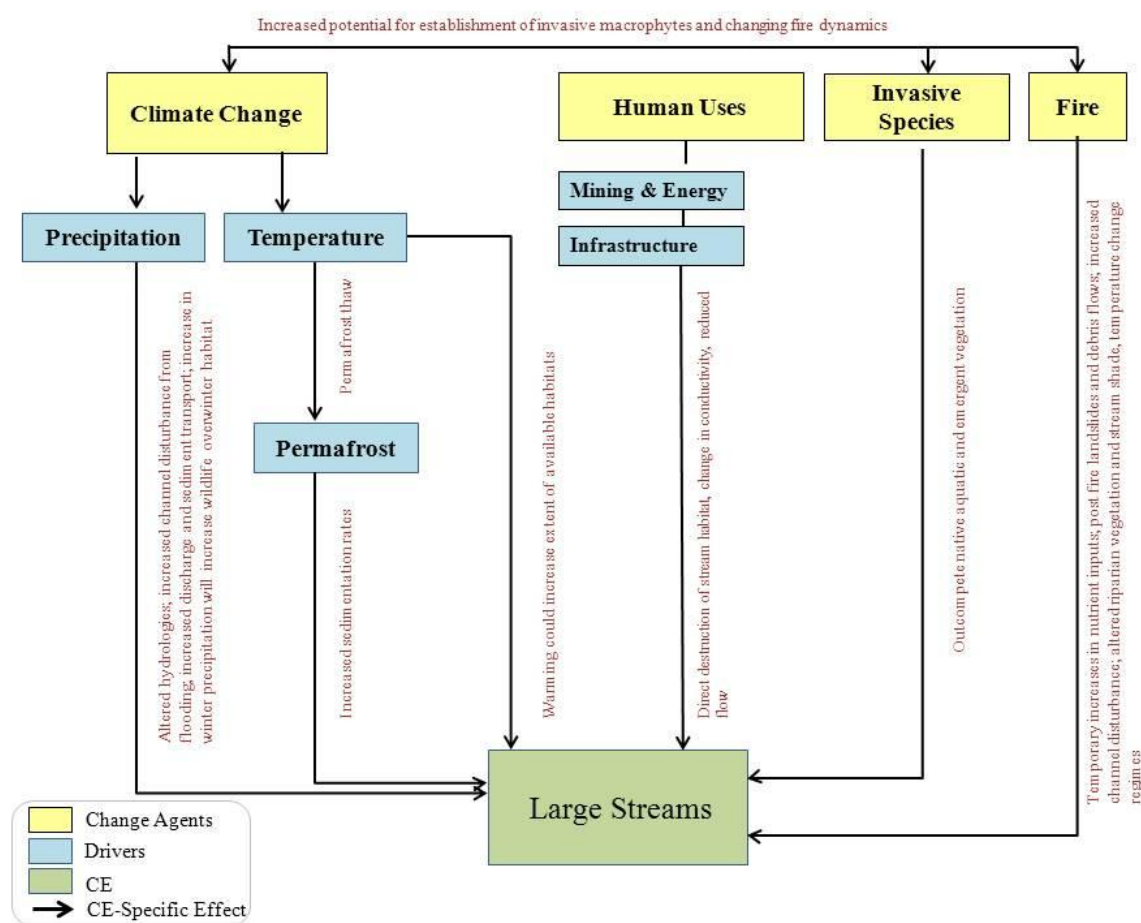 Increased potential for establishment of invasive macrophytes and changing fire dynamics
Climate Change
Human Uses
Invasive
Species
Fire
Mining & Energy
Infrastructure
Precipitation
Temperature
Permafrost thaw
Permafrost
Altered hydrologies; increased channel disturbance from
flooding; increased discharge and sediment transport; increase in
winter precipitation will increase wildlife overwinter habitat
Increased sedimentation rates
Warming could increase extent of available habitats
Direct destruction of stream habitat, change in conductivity, reduced
flow
Outcompete native aquatic and emergent vegetation
Temporary increases in nutrient inputs; post fire landslides and debris flows; increased
channel disturbance; altered riparian vegetation and stream shade, temperature change
regimes
Large Streams
Change Agents
Drivers
CE
CE-Specific Effect